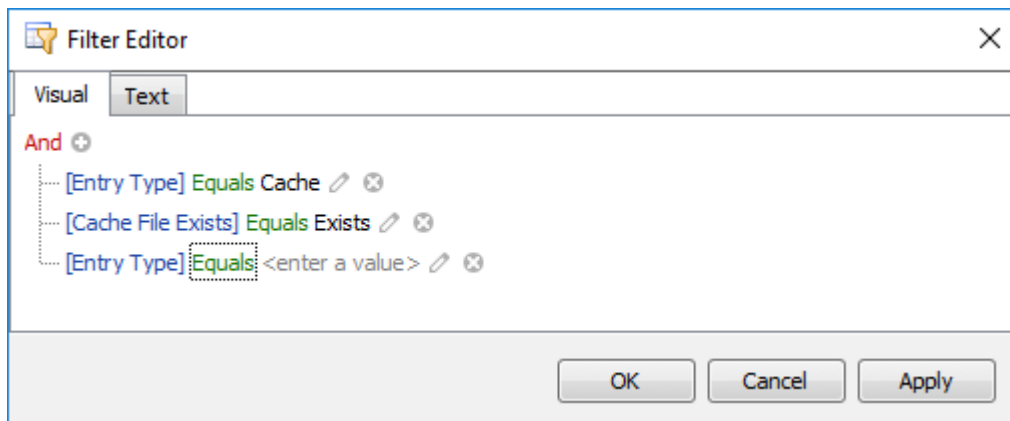 Filter Editor
Visual Text
And
[Entry Type] Equals Cache
[Cache File Exists] Equals Exists
[Entry Type] Equals <enter a value>
OK Cancel Apply